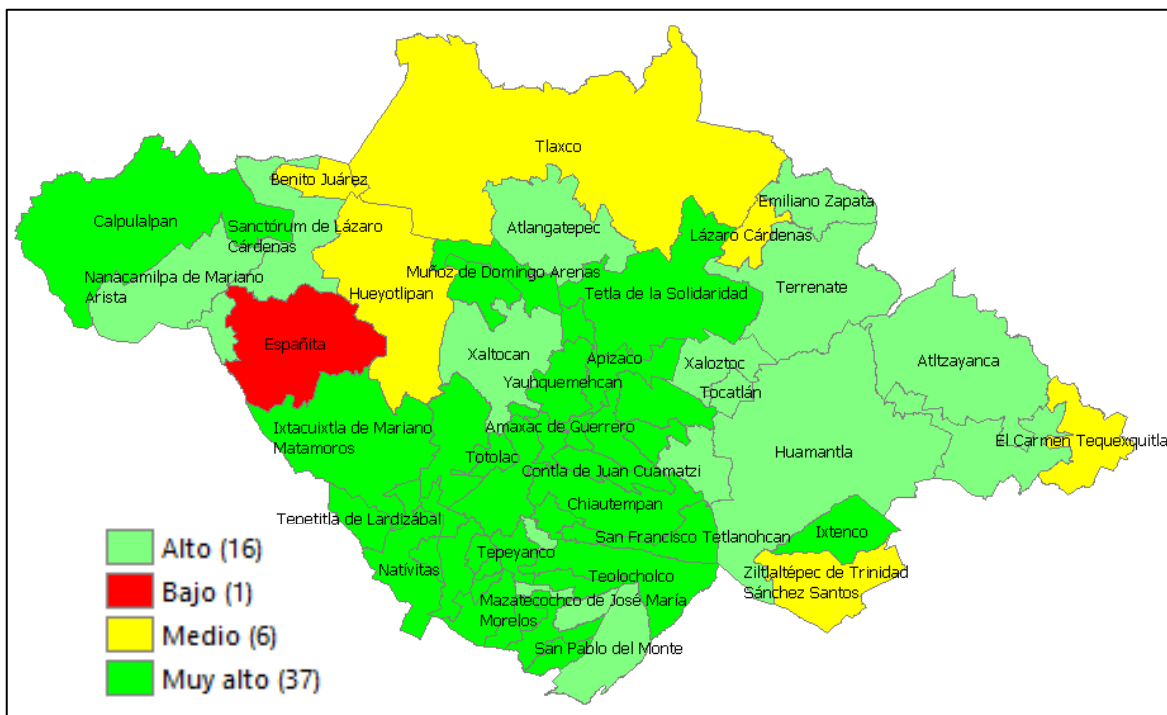 Tlaxco
Benito Juárez
Emiliano Zapata
Calpulalpan
Atlangatepec
Sanctórum de Lázaro
Cárdenas
Lázaro Cárdenas
Nanacamilpa de Mariano
Arista
Muñoz de Domingo Arenas
Hueyotlipan
Tetla de la Solidaridad
Terrenate
Españita
Xaltocan
Apizaco
Xaloztoc
Atltzayanca
Yauhquemehcan
Tocatlán
Ixtacuixtla de Mariano
Matamoros
Amaxac de Guerrero
El Carmen Tequexquitla
Totolac
Contla de Juan Cuamatzi
Huamantla
Chiautempan
Tepetitla de Lardizábal
San Francisco Tetlanohcan
Ixtenco
Tepeyanco
Natívitas
Teolocholco
Ziltlaltépec de Trinidad
Sánchez Santos
Mazatecochco de José María
Morelos
San Pablo del Monte
Alto (16)
Bajo (1)
Medio (6)
Muy alto (37)